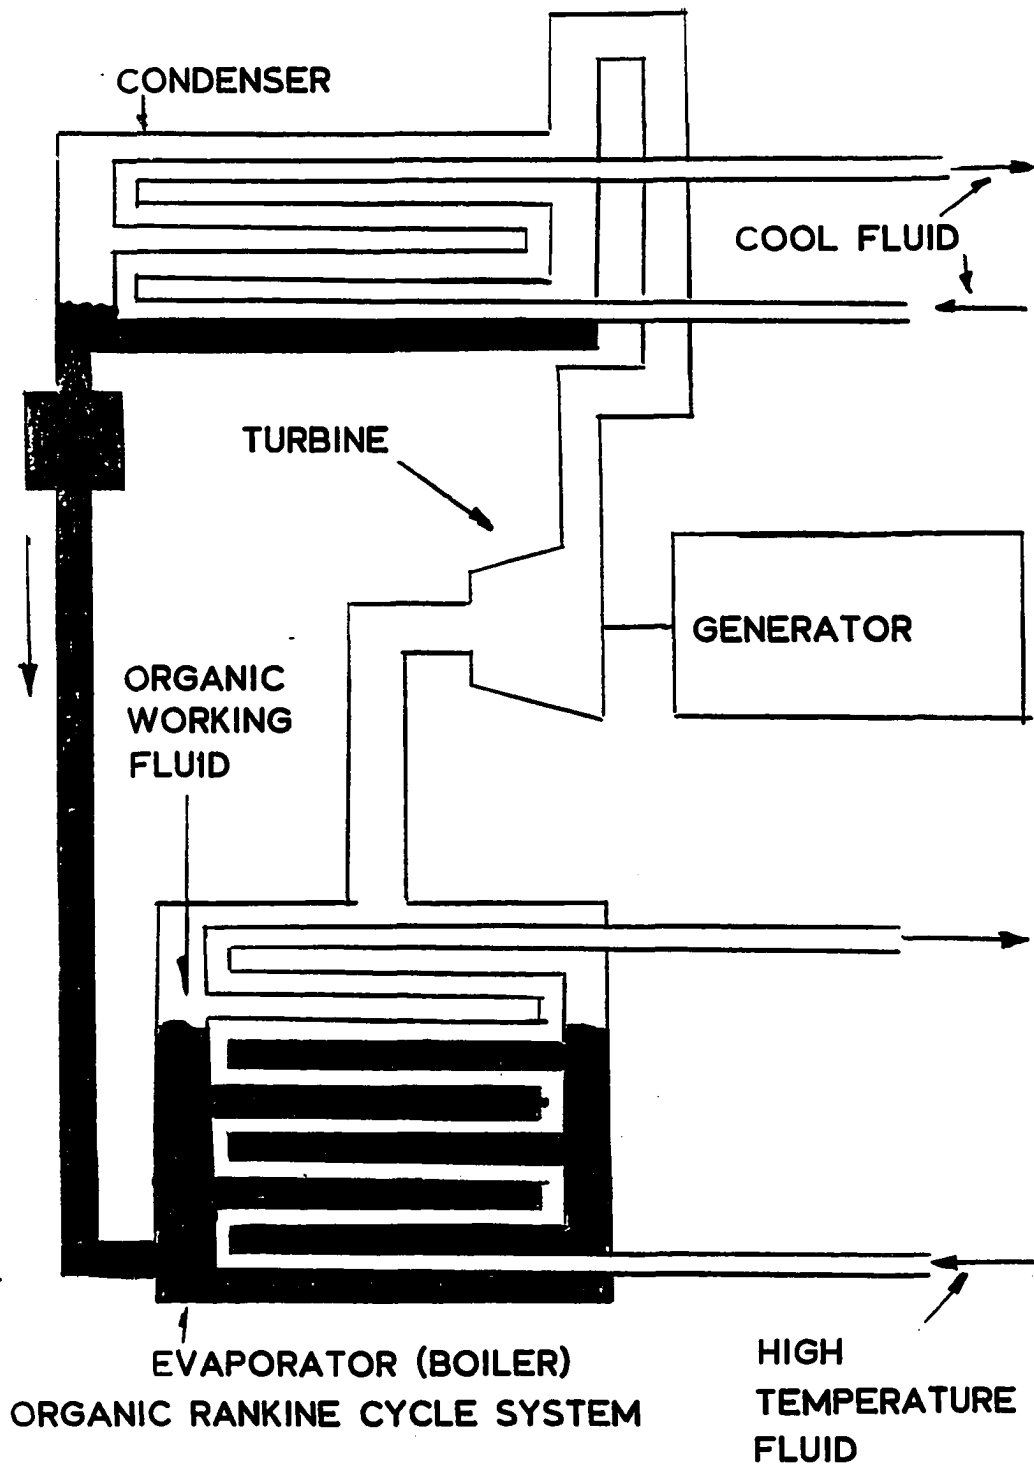 CONDENSER
COOL FLUID
TURBINE
GENERATOR
ORGANIC
WORKING
FLUID
EVAPORATOR (BOILER)
ORGANIC RANKINE CYCLE SYSTEM
HIGH
TEMPERATURE
FLUID